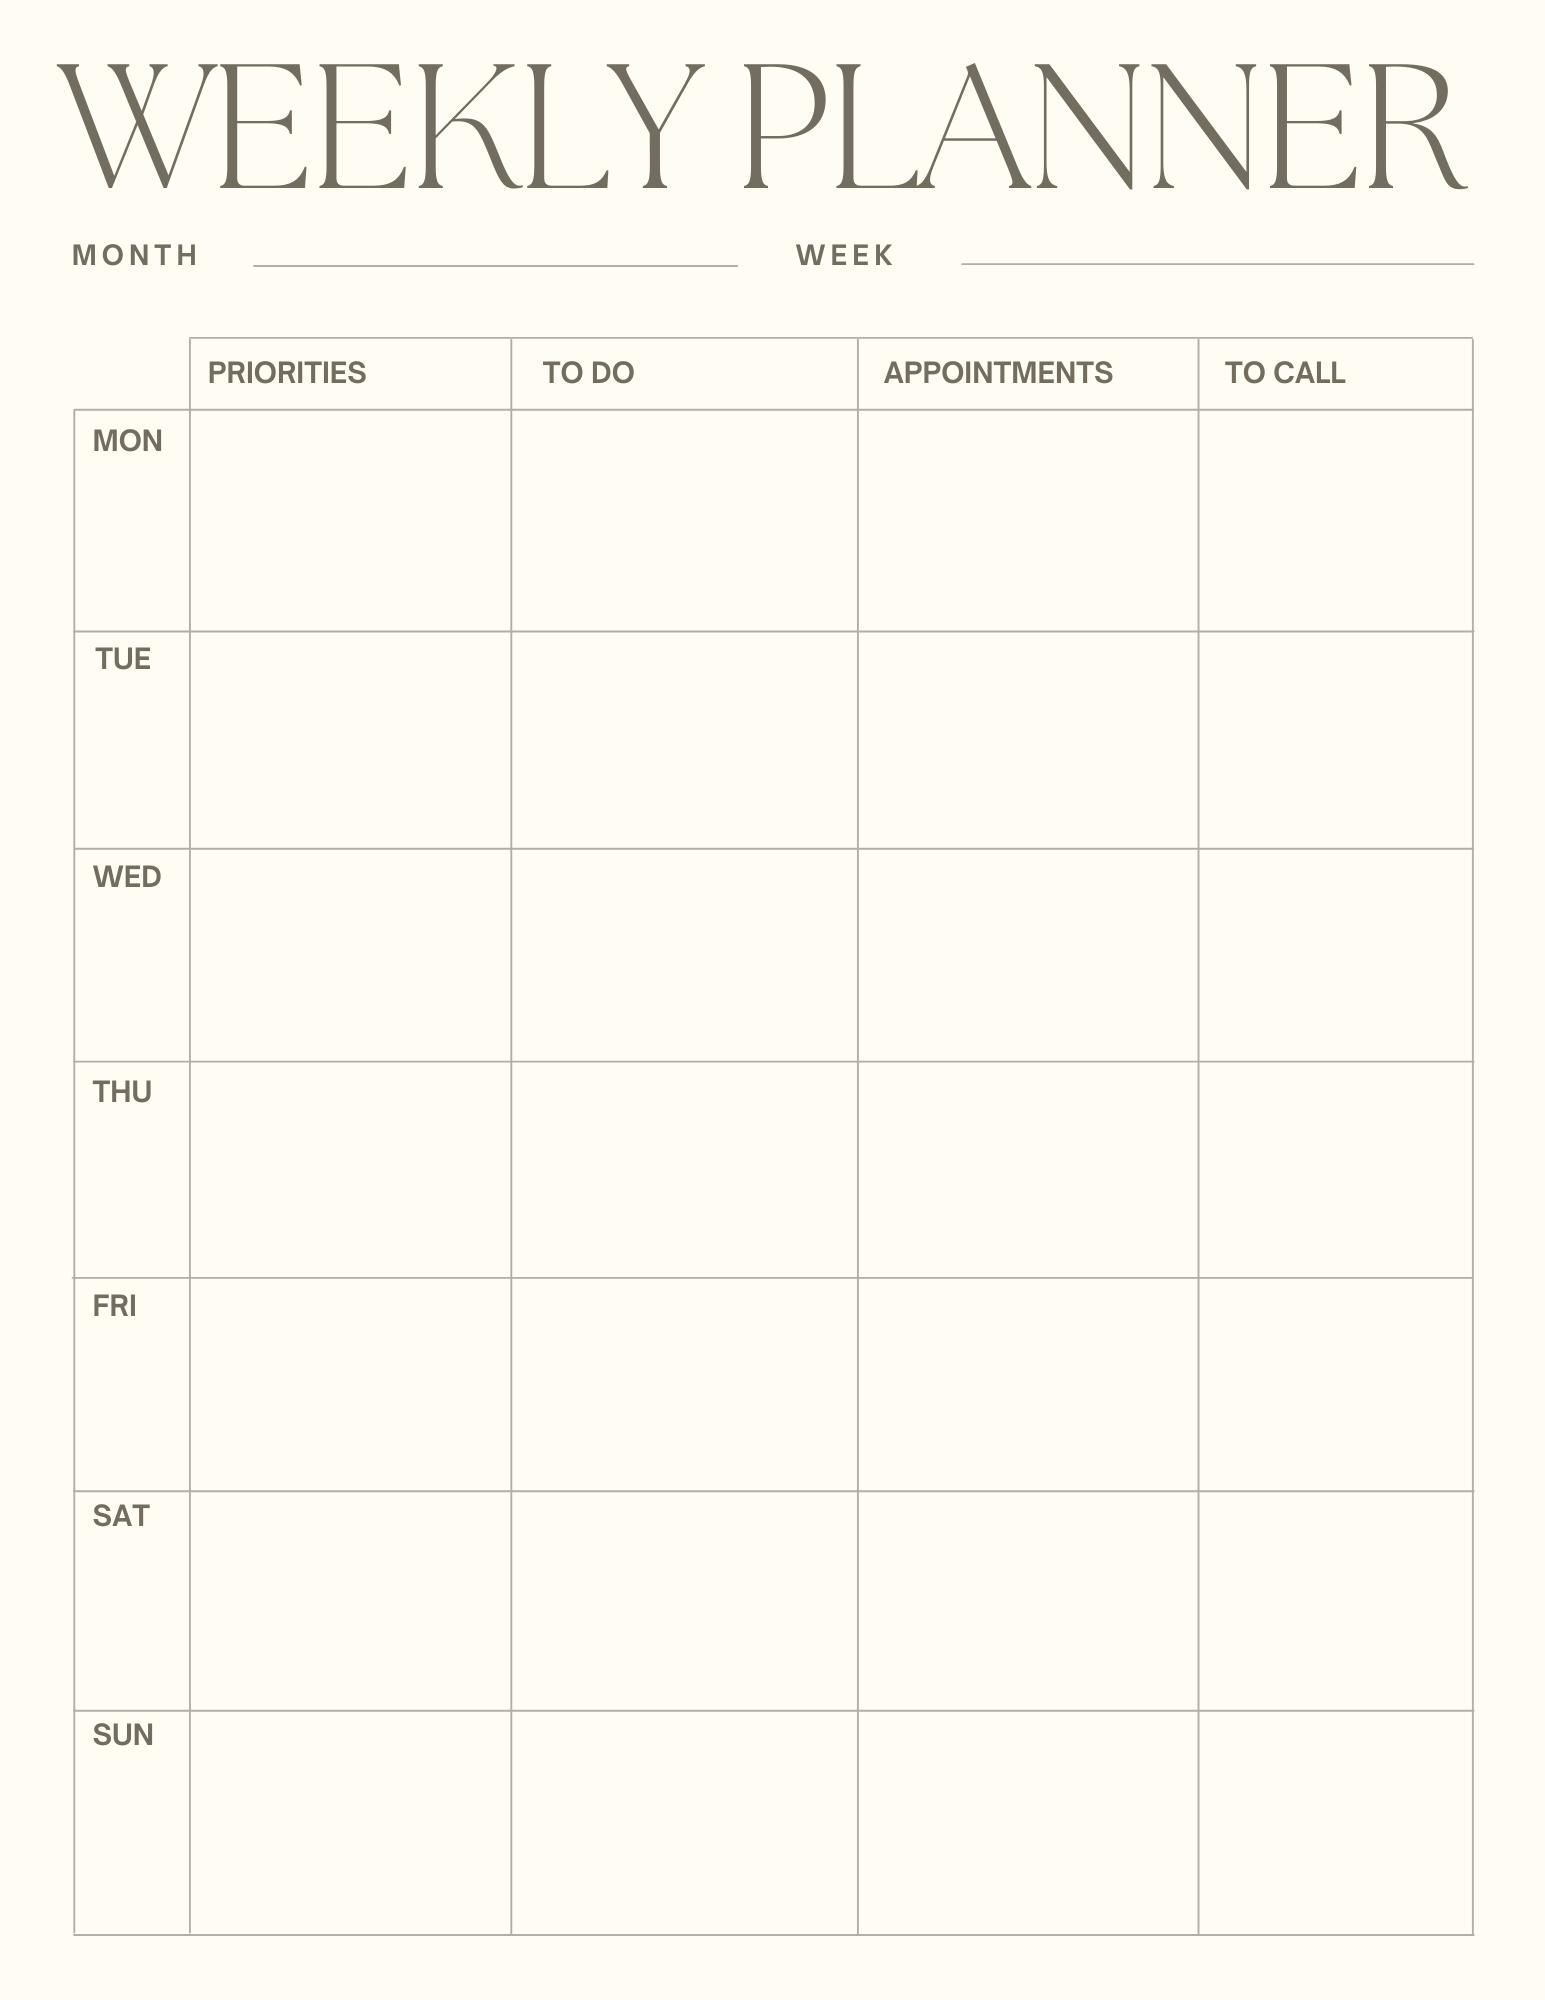 WEEKLY PLANNER
MONTH WEEK
PRIORITIES TO DO APPOINTMENTS TO CALL
MON
TUE
WED
THU
FRI
SAT
SUN